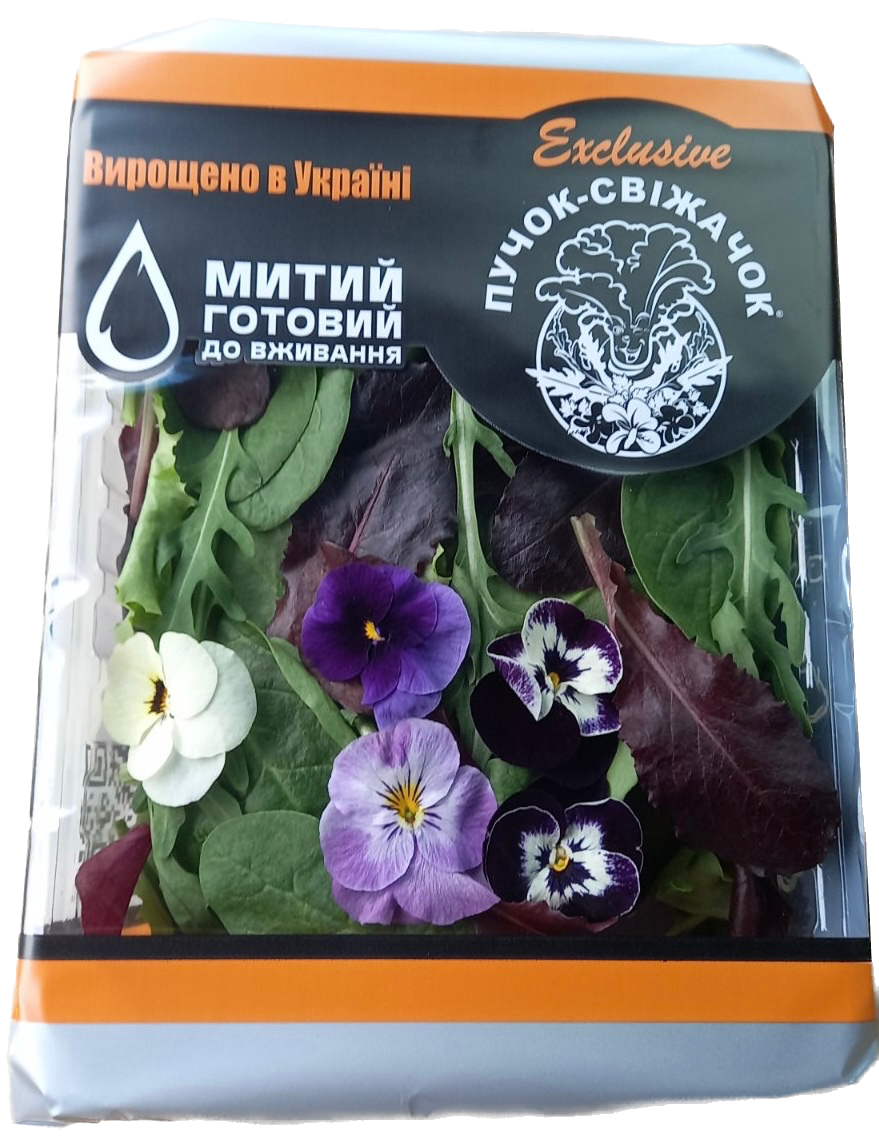 Вирощено в Україні
МИТИЙ
ГОТОВИЙ
ДО ВЖИВАННЯ
Exclusive
ПУЧОК-СВІЖАЧОК®